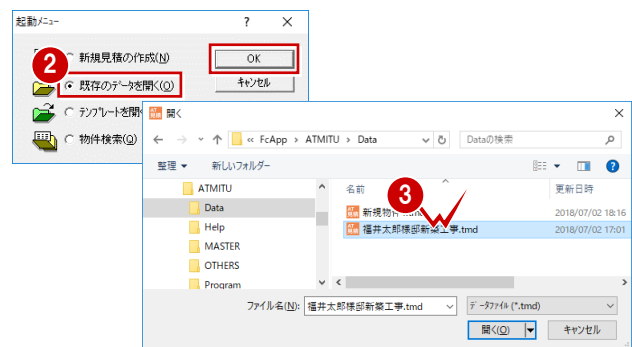 起動ﾒﾆｭｰ
?
×
2
新規見積の作成(N)
OK
既存のﾃﾞｰﾀを開く(O)
ｷｬﾝｾﾙ
ﾃﾝﾌﾟﾚｰﾄを開
物件検索(Q)
開く
×
« FcApp › ATMITU › Data
Dataの検索
整理
新しいフォルダー
?
ATMITU
Data
Help
MASTER
OTHERS
Program
3
名前
更新日時
新規物件
2018/07/02 18:16
福井太郎様邸新築工事.tmd
2018/07/02 17:01
ファイル名(N):
福井太郎様邸新築工事.tmd
ﾃﾞｰﾀﾌｧｲﾙ (*.tmd)
開く(O)
キャンセル